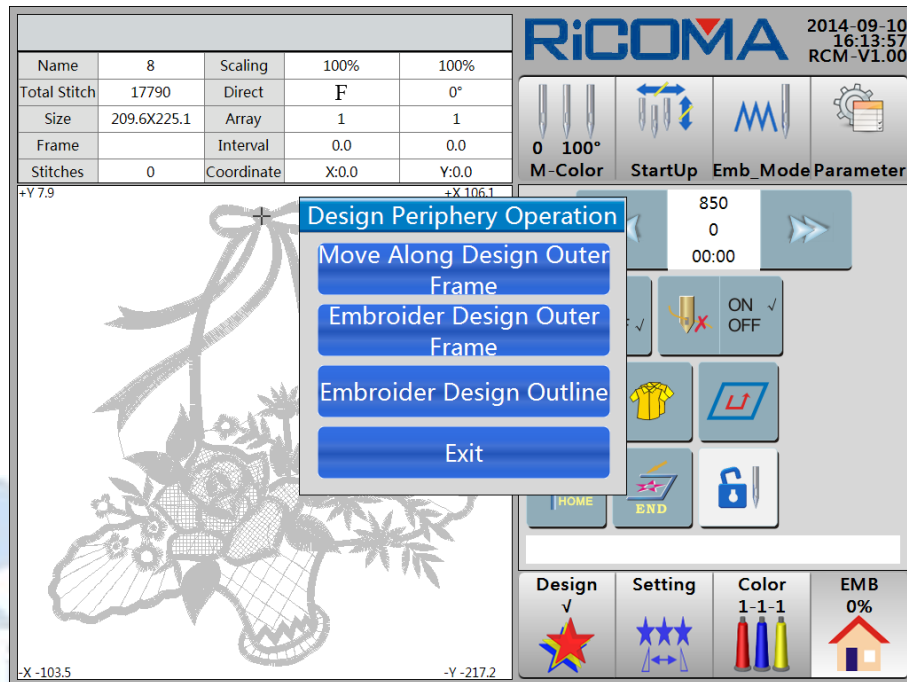 RiCOMA
2014-09-10
16:13:57
RCM-V1.00
Name 8 Scaling 100% 100%
Total Stitch 17790 Direct F 0°
Size 209.6X225.1 Array 1 1
Frame Interval 0.0 0.0
Stitches 0 Coordinate X:0.0 Y:0.0
0 100°
M-Color StartUp Emb_Mode Parameter
+Y 7.9 +X 106.1
Design Periphery Operation
Move Along Design Outer
Frame
Embroider Design Outer
Frame
Embroider Design Outline
Exit
850
0
00:00
ON √
OFF
√
HOME
END
-X -103.5 -Y -217.2
Design
√
Setting
Color
1-1-1
EMB
0%